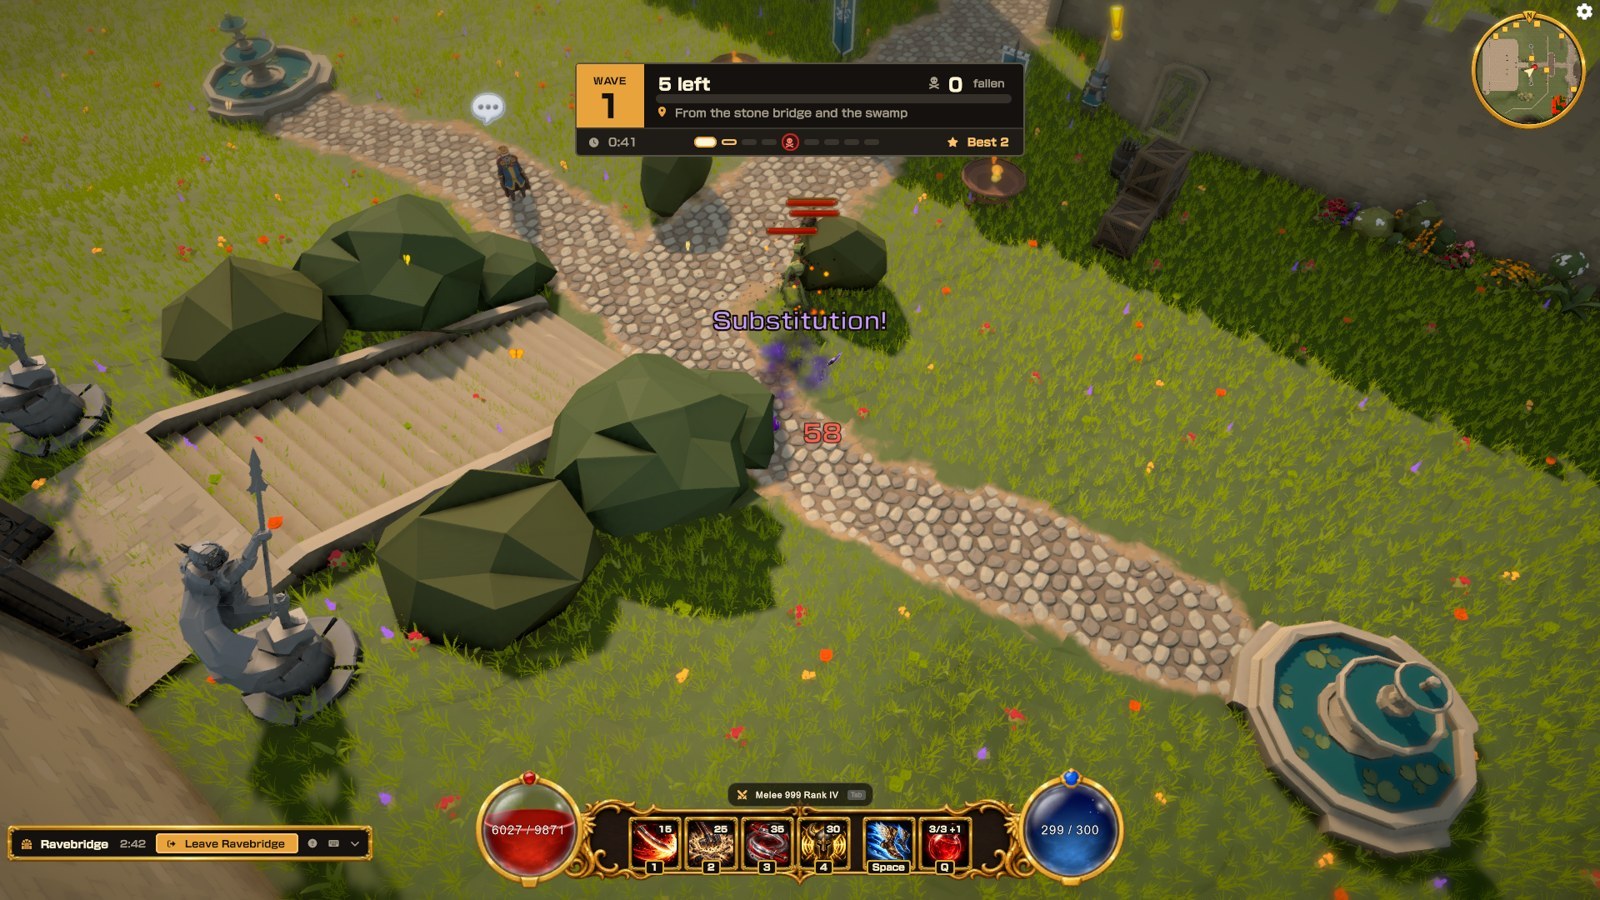 WAVE
1
5 left
0 fallen
From the stone bridge and the swamp
0:41
Best 2
Substitution!
58
Melee 999 Rank IV Tab
6027 / 9871
15 25 35 30 3/3 +1
1 2 3 4 Space Q
299 / 300
Ravebridge 2:42 Leave Ravebridge